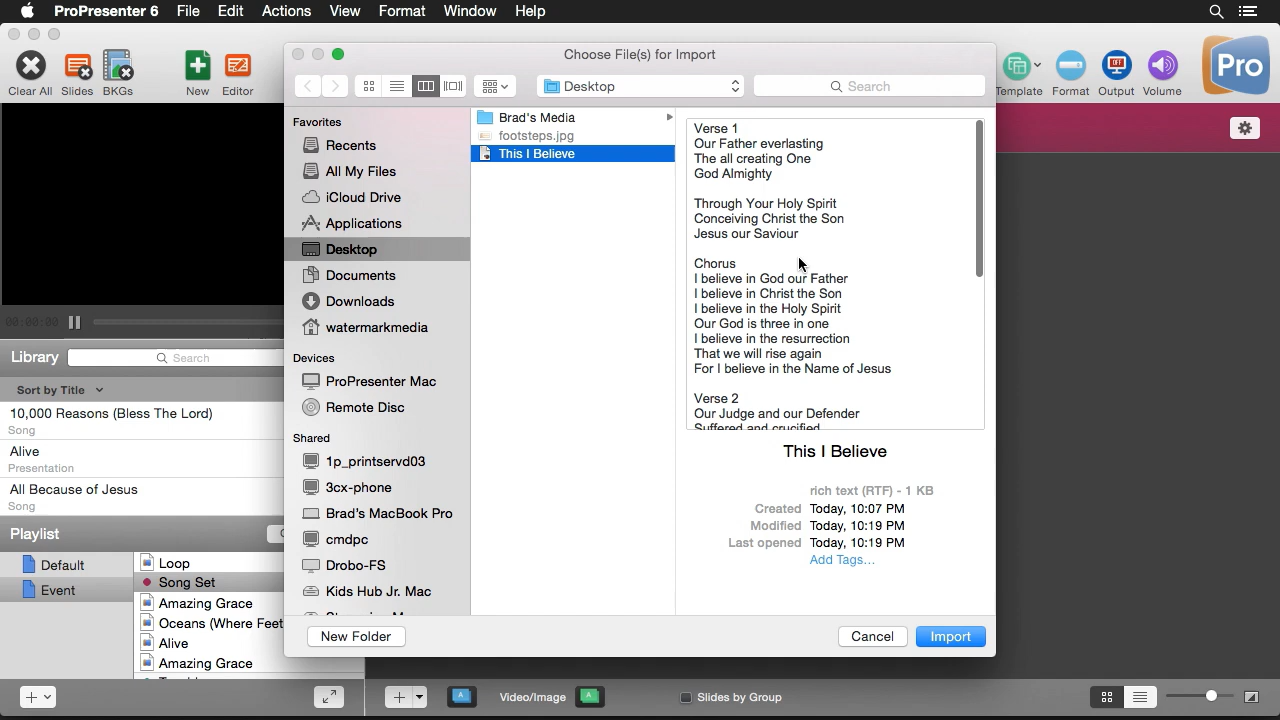 ProPresenter 6 File Edit Actions View Format Window Help
Choose File(s) for Import
Clear All Slides BKGs New Editor
Template Format Output Volume
Pro
OFF
Desktop
Search
Favorites
Recents
All My Files
iCloud Drive
Applications
Desktop
Documents
Downloads
watermarkmedia
Devices
ProPresenter Mac
Remote Disc
Shared
1p_printservd03
3cx-phone
Brad's MacBook Pro
cmdpc
Drobo-FS
Kids Hub Jr. Mac
Brad's Media
footsteps.jpg
This I Believe
Verse 1
Our Father everlasting
The all creating One
God Almighty
Through Your Holy Spirit
Conceiving Christ the Son
Jesus our Saviour
Chorus
I believe in God our Father
I believe in Christ the Son
I believe in the Holy Spirit
Our God is three in one
I believe in the resurrection
That we will rise again
For I believe in the Name of Jesus
Verse 2
Our Judge and our Defender
Suffered and crucified
This I Believe
rich text (RTF) - 1 KB
Created Today, 10:07 PM
Modified Today, 10:19 PM
Last opened Today, 10:19 PM
Add Tags...
New Folder
Cancel
Import
00:00:00
Library
Search
Sort by Title
10,000 Reasons (Bless The Lord)
Song
Alive
Presentation
All Because of Jesus
Song
Playlist
Default
Event
Loop
Song Set
Amazing Grace
Oceans (Where Feet
Alive
Amazing Grace
Video/Image
Slides by Group